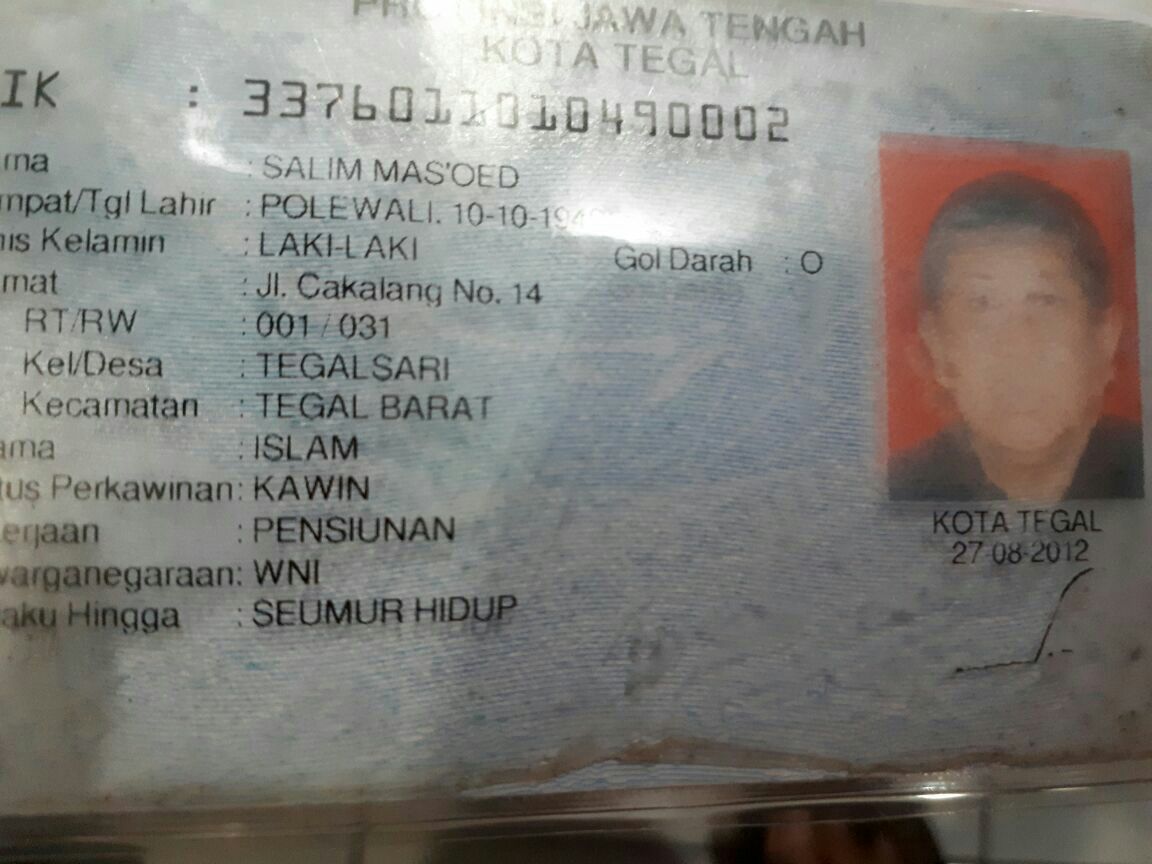 PROVINSI JAWA TENGAH
KOTA TEGAL
IK : 3376011010490002
ma : SALIM MAS'OED
mpat/Tgl Lahir : POLEWALI. 10-10-194
nis Kelamin : LAKI-LAKI Gol Darah : O
mat : Jl. Cakalang No. 14
RT/RW : 001 / 031
Kel/Desa : TEGALSARI
Kecamatan : TEGAL BARAT
ama : ISLAM
tus Perkawinan: KAWIN
erjaan : PENSIUNAN
warganegaraan: WNI
aku Hingga : SEUMUR HIDUP
KOTA TEGAL
27-08-2012